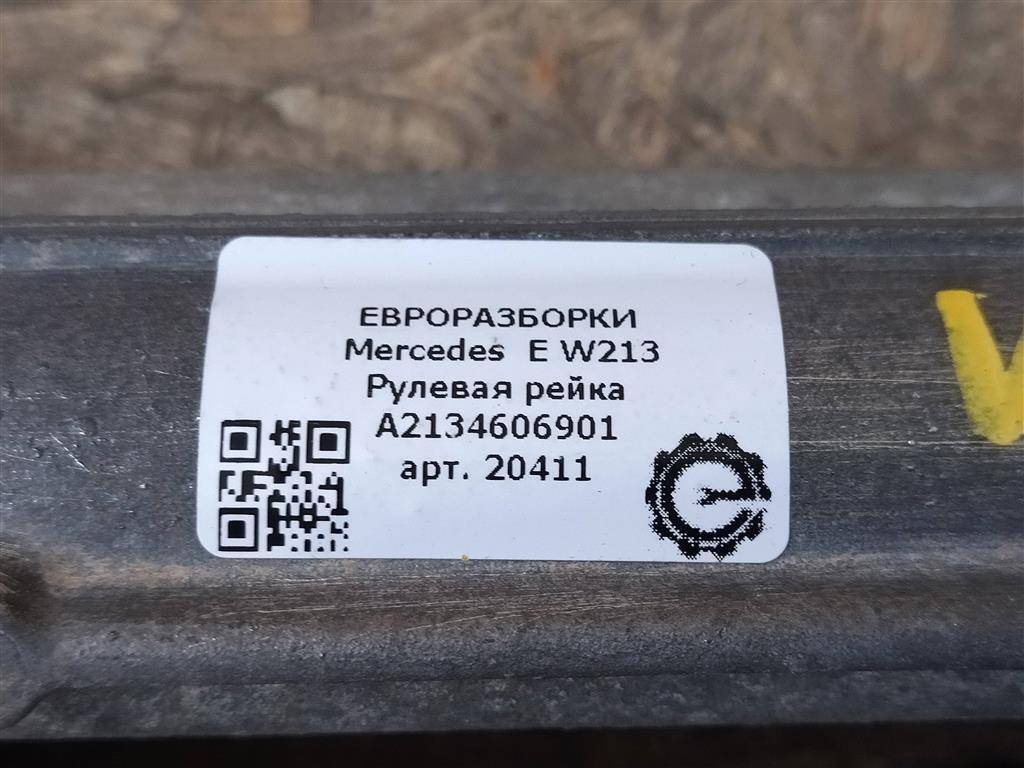 ЕВРОРАЗБОРКИ
Mercedes E W213
Рулевая рейка
A2134606901
арт. 20411